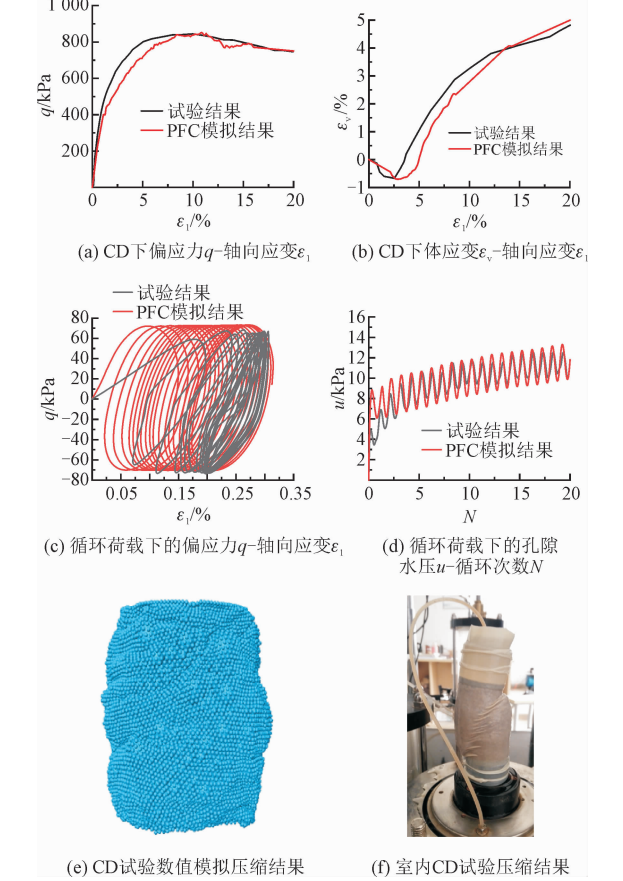 1 000
800
600
400
200
q/kPa
试验结果
PFC模拟结果
0 5 10 15 20
ε1/%
(a) CD下偏应力q-轴向应变ε1
5
4
3
2
1
0
-1
εv/%
试验结果
PFC模拟结果
0 5 10 15 20
ε1/%
(b) CD下体应变εv-轴向应变ε1
试验结果
PFC模拟结果
80
60
40
20
0
-20
-40
-60
-80
q/kPa
0.05 0.15 0.25 0.35
ε1/%
(c) 循环荷载下的偏应力q-轴向应变ε1
16
14
12
10
8
6
4
2
u/kPa
试验结果
PFC模拟结果
0 5 10 15 20
N
(d) 循环荷载下的孔隙
水压u-循环次数N
(e) CD试验数值模拟压缩结果
(f) 室内CD试验压缩结果